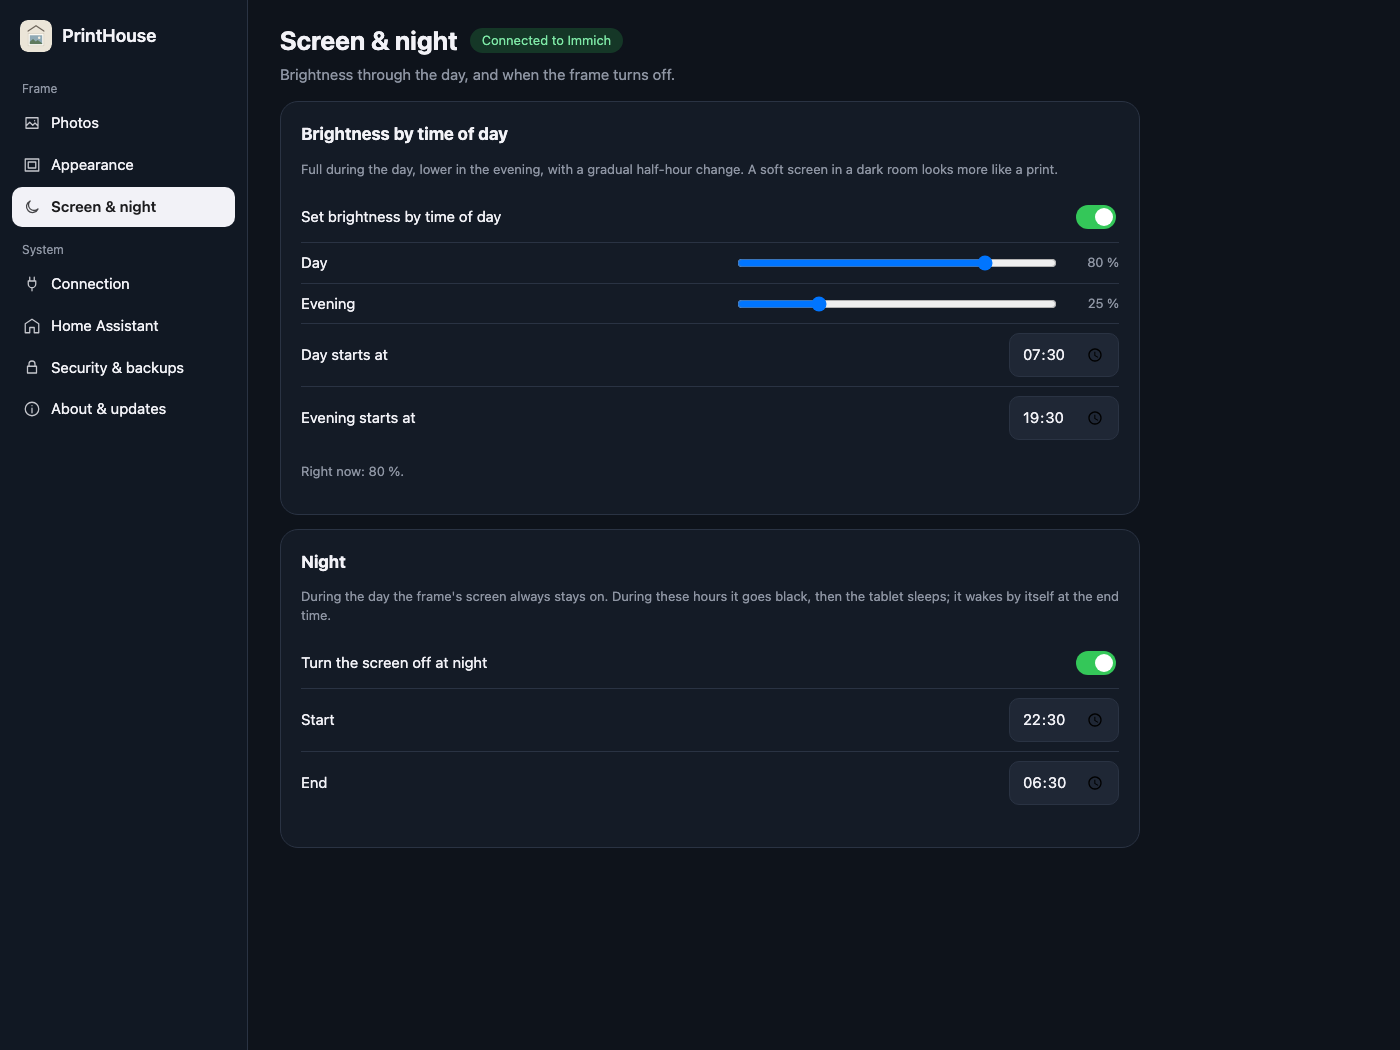 PrintHouse
Frame
Photos
Appearance
Screen & night
System
Connection
Home Assistant
Security & backups
About & updates
Screen & night
Connected to Immich
Brightness through the day, and when the frame turns off.
Brightness by time of day
Full during the day, lower in the evening, with a gradual half-hour change. A soft screen in a dark room looks more like a print.
Set brightness by time of day
Day
80 %
Evening
25 %
Day starts at
07:30
Evening starts at
19:30
Right now: 80 %.
Night
During the day the frame's screen always stays on. During these hours it goes black, then the tablet sleeps; it wakes by itself at the end
time.
Turn the screen off at night
Start
22:30
End
06:30